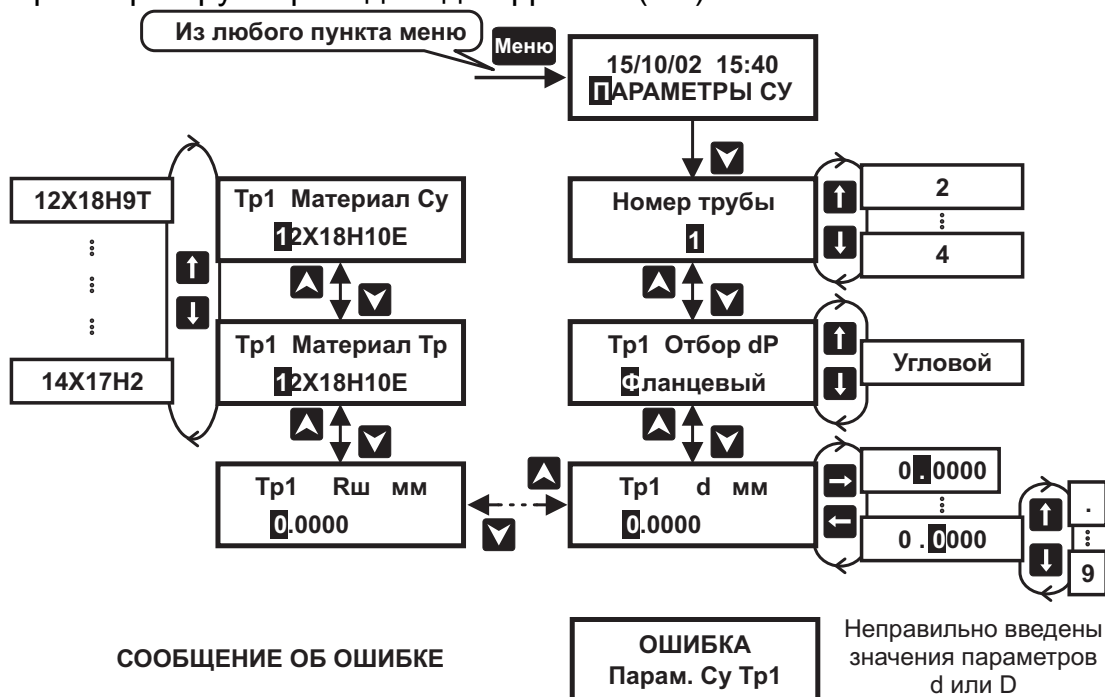 Из любого пункта меню
Меню
15/10/02 15:40
ПАРАМЕТРЫ СУ
12Х18Н9Т
14Х17Н2
Тр1 Материал Су
12Х18Н10Е
Тр1 Материал Тр
12Х18Н10Е
Тр1 Rш мм
0.0000
Номер трубы
1
2
4
Тр1 Отбор dP
Фланцевый
Угловой
Тр1 d мм
0.0000
0.0000
0.0000
.
9
СООБЩЕНИЕ ОБ ОШИБКЕ
ОШИБКА
Парам. Су Тр1
Неправильно введены
значения параметров
d или D